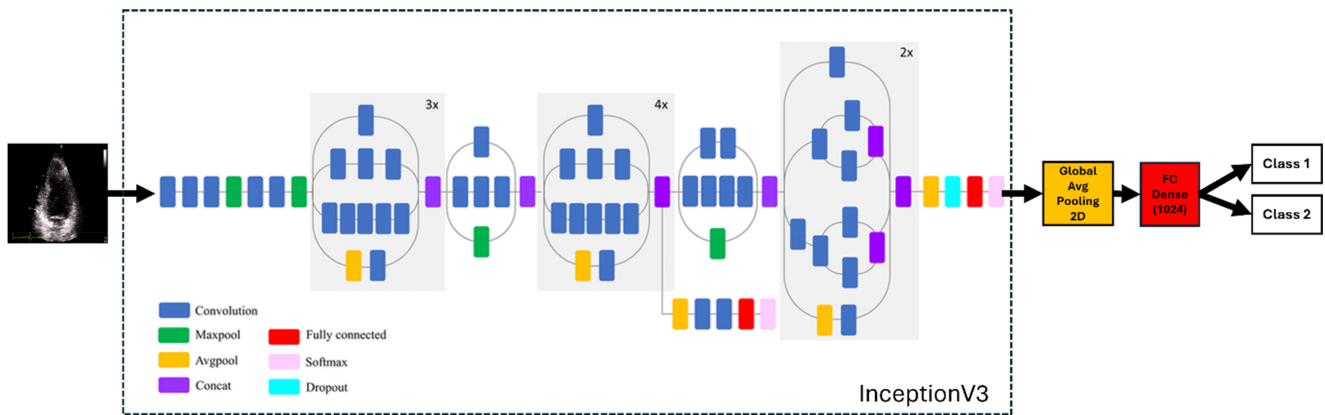 3x
4x
2x
Convolution
Maxpool
Avgpool
Concat
Fully connected
Softmax
Dropout
InceptionV3
Global
Avg
Pooling
2D
FC
Dense
(1024)
Class 1
Class 2